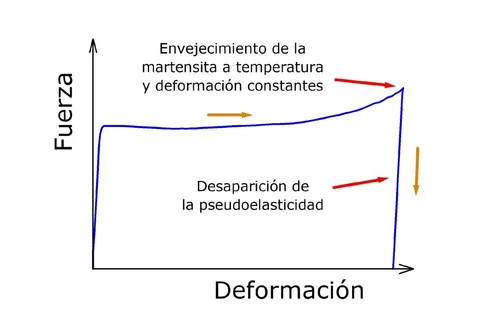 Envejecimiento de la
martensita a temperatura
y deformación constantes
Fuerza
Desaparición de
la pseudoelasticidad
Deformación